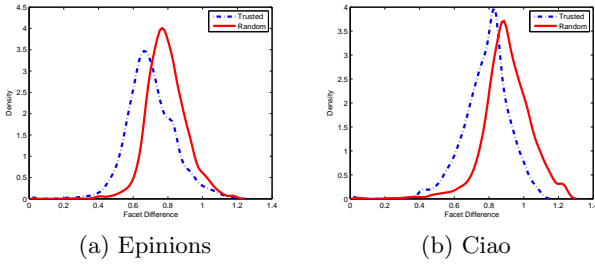 Trusted
Random
4.5
4
3.5
3
2.5
2
1.5
1
0.5
0
Density
0 0.2 0.4 0.6 0.8 1 1.2 1.4
Facet Difference
(a) Epinions
Trusted
Random
4
3.5
3
2.5
2
1.5
1
0.5
0
Density
0 0.2 0.4 0.6 0.8 1 1.2 1.4
Facet Difference
(b) Ciao